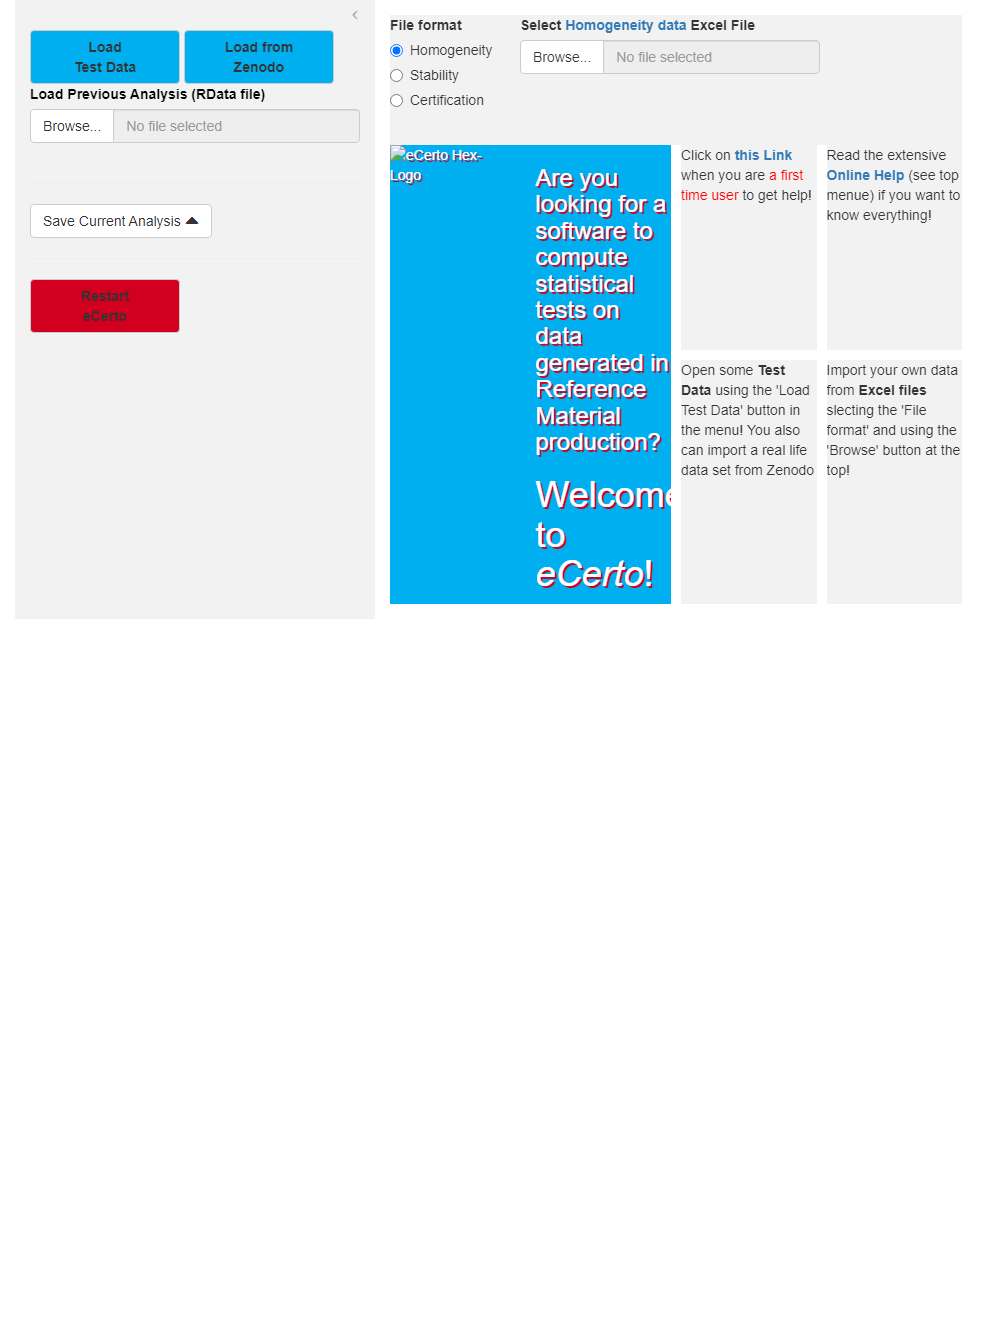 Load
Test Data
Load from
Zenodo
Load Previous Analysis (RData file)
Browse...
No file selected
Save Current Analysis
Restart
eCerto
File format
Homogeneity
Stability
Certification
Select Homogeneity data Excel File
Browse...
No file selected
eCerto Hex-
Logo
Are you
looking for a
software to
compute
statistical
tests on
data
generated in
Reference
Material
production?
Welcome
to
eCerto!
Click on this Link
when you are a first
time user to get help!
Read the extensive
Online Help (see top
menue) if you want to
know everything!
Open some Test
Data using the 'Load
Test Data' button in
the menu! You also
can import a real life
data set from Zenodo
Import your own data
from Excel files
slecting the 'File
format' and using the
'Browse' button at the
top!